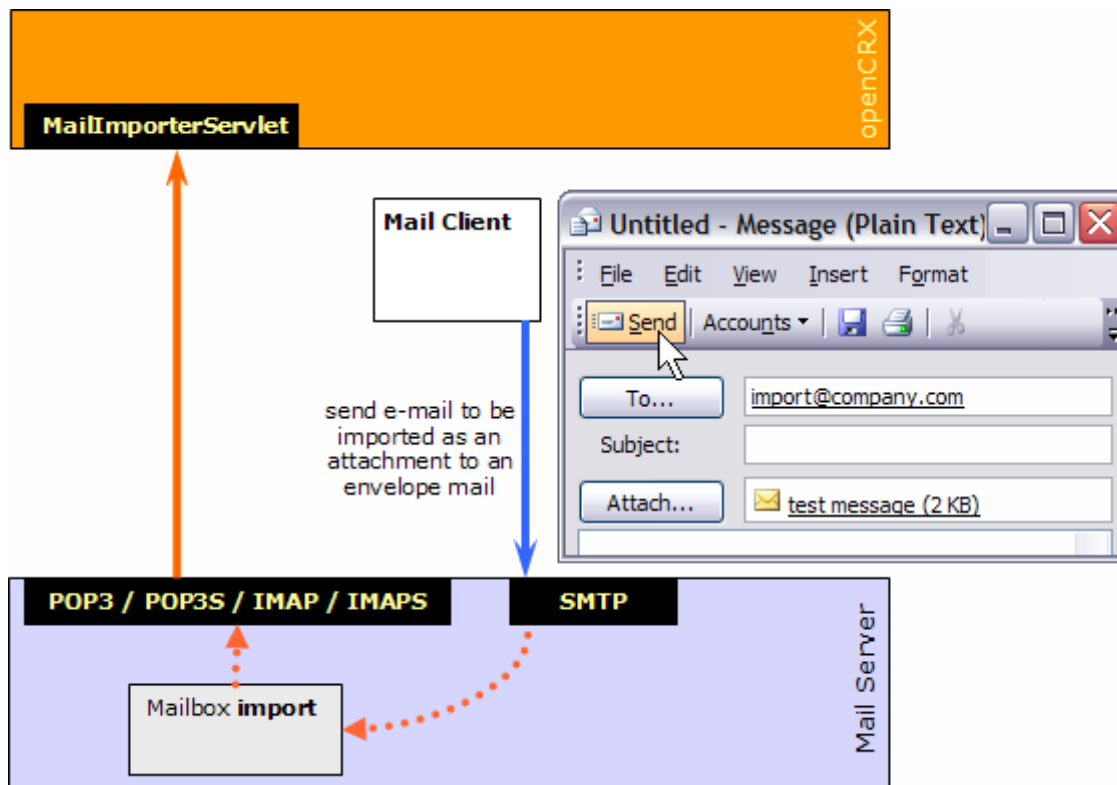 openCRX
MailImporterServlet
Mail Client
Untitled - Message (Plain Text)
File Edit View Insert Format
Send Accounts
To... import@company.com
Subject:
Attach... test message (2 KB)
send e-mail to be
imported as an
attachment to an
envelope mail
POP3 / POP3S / IMAP / IMAPS
SMTP
Mail Server
Mailbox import